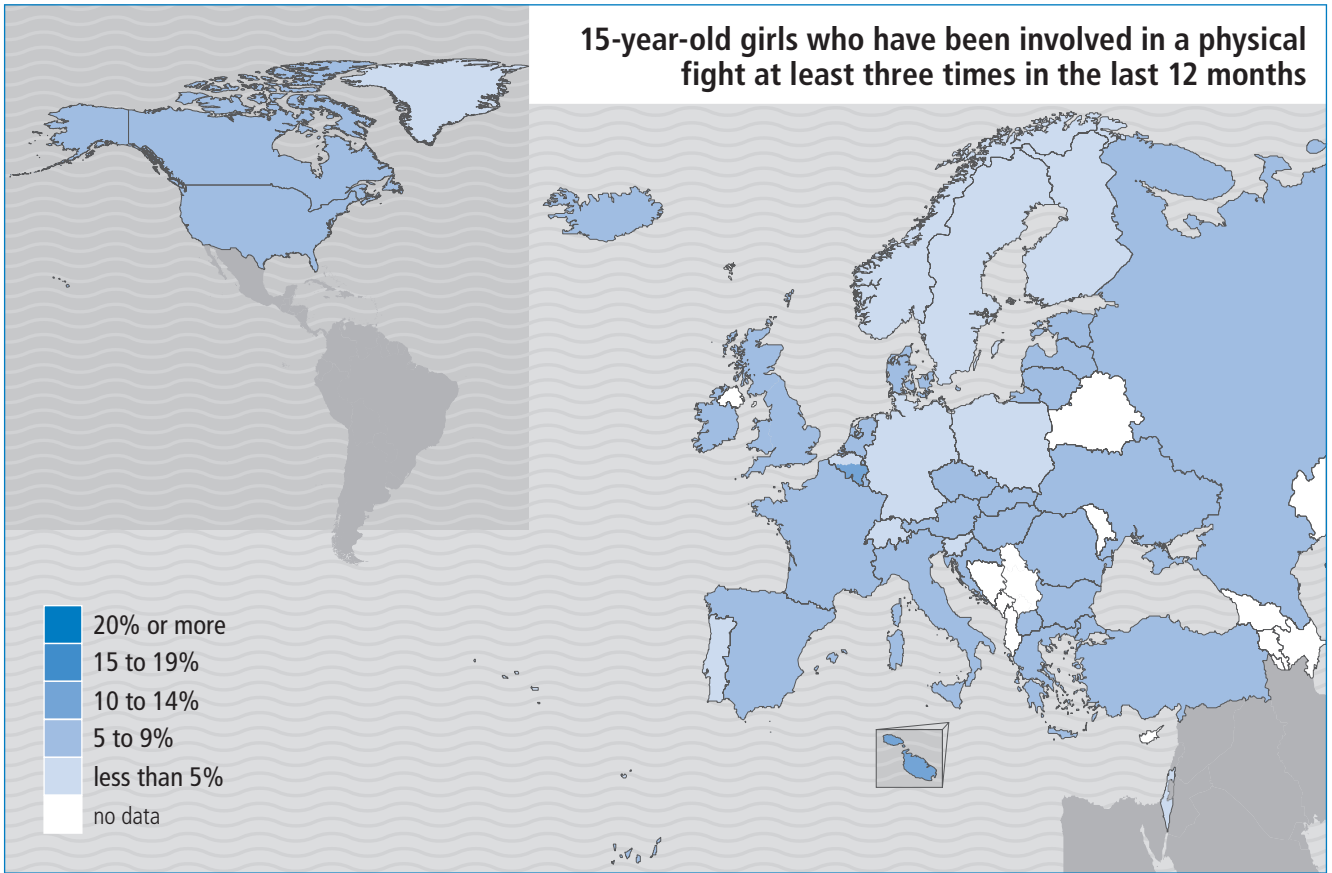 15-year-old girls who have been involved in a physical
fight at least three times in the last 12 months
20% or more
15 to 19%
10 to 14%
5 to 9%
less than 5%
no data